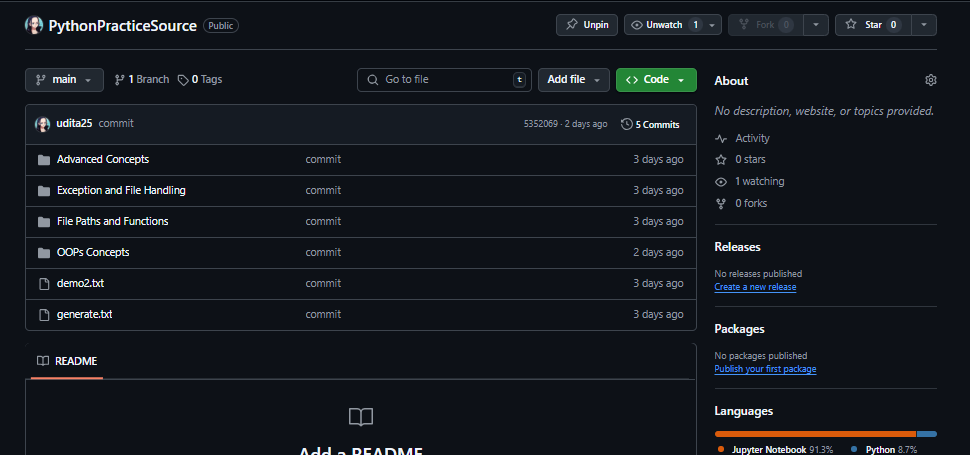 PythonPracticeSource Public Unpin Unwatch 1 Fork 0 Star 0
main 1 Branch 0 Tags Go to file t Add file Code
udita25 commit 5352069 · 2 days ago 5 Commits
Advanced Concepts commit 3 days ago
Exception and File Handling commit 3 days ago
File Paths and Functions commit 3 days ago
OOPs Concepts commit 2 days ago
demo2.txt commit 3 days ago
generate.txt commit 3 days ago
README
Add a README
About
No description, website, or topics provided.
Activity
0 stars
1 watching
0 forks
Releases
No releases published
Create a new release
Packages
No packages published
Publish your first package
Languages
Jupyter Notebook 91.3% Python 8.7%